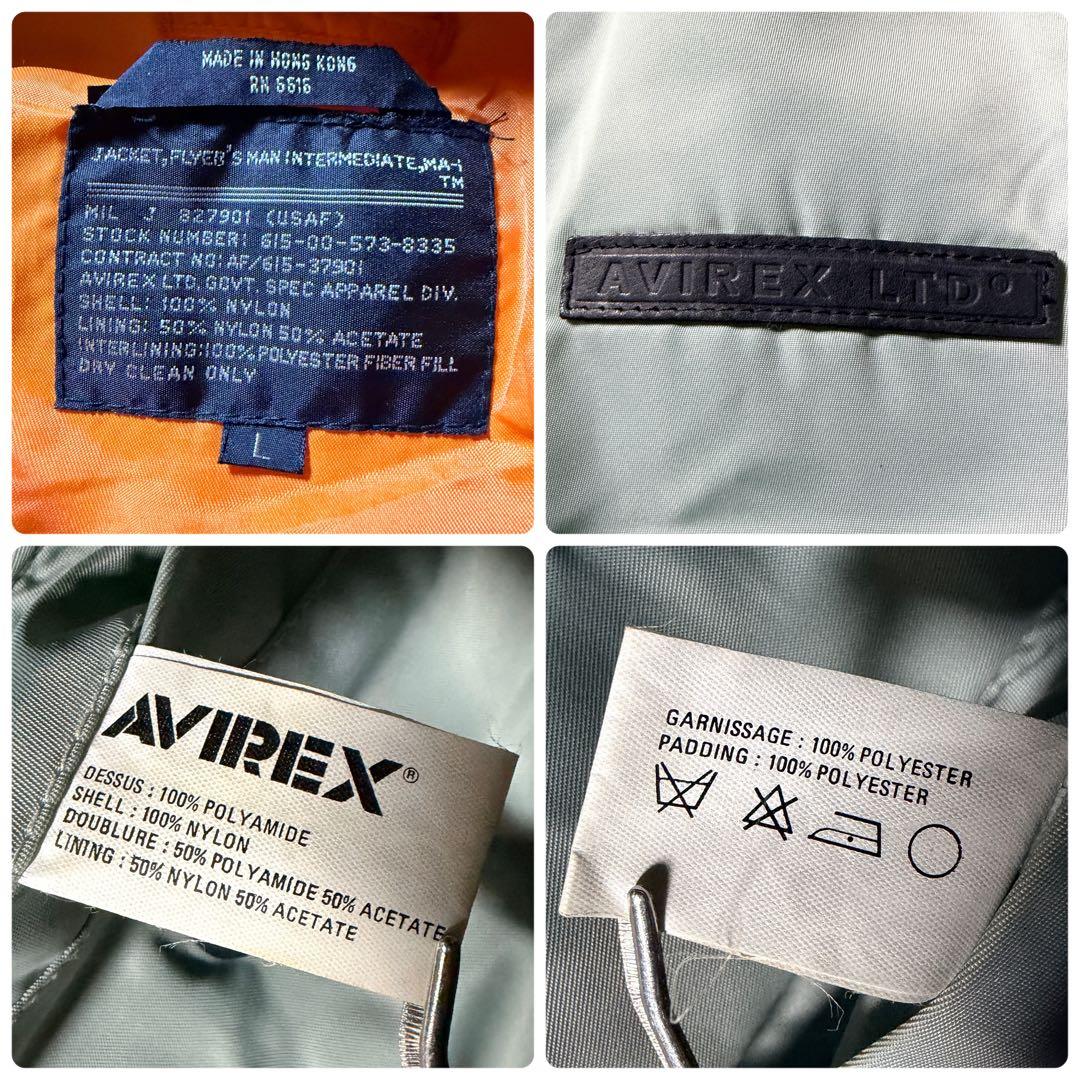 MADE IN HONG KONG
RN 6616
JACKET,FLYER'S MAN INTERMEDIATE,MA-1
TM
MIL J 827901 (USAF)
STOCK NUMBER: 615-00-573-8335
CONTRACT NO:AF/615-37901
AVIREX LTD. GOVT SPEC APPAREL DIV.
SHELL: 100% NYLON
LINING: 50% NYLON 50% ACETATE
INTERLINING:100% POLYESTER FIBER FILL
DRY CLEAN ONLY
L
AVIREX LTD
AVIREX®
DESSUS : 100% POLYAMIDE
SHELL : 100% NYLON
DOUBLURE : 50% POLYAMIDE 50% ACETATE
LINING : 50% NYLON 50% ACETATE
GARNISSAGE : 100% POLYESTER
PADDING : 100% POLYESTER